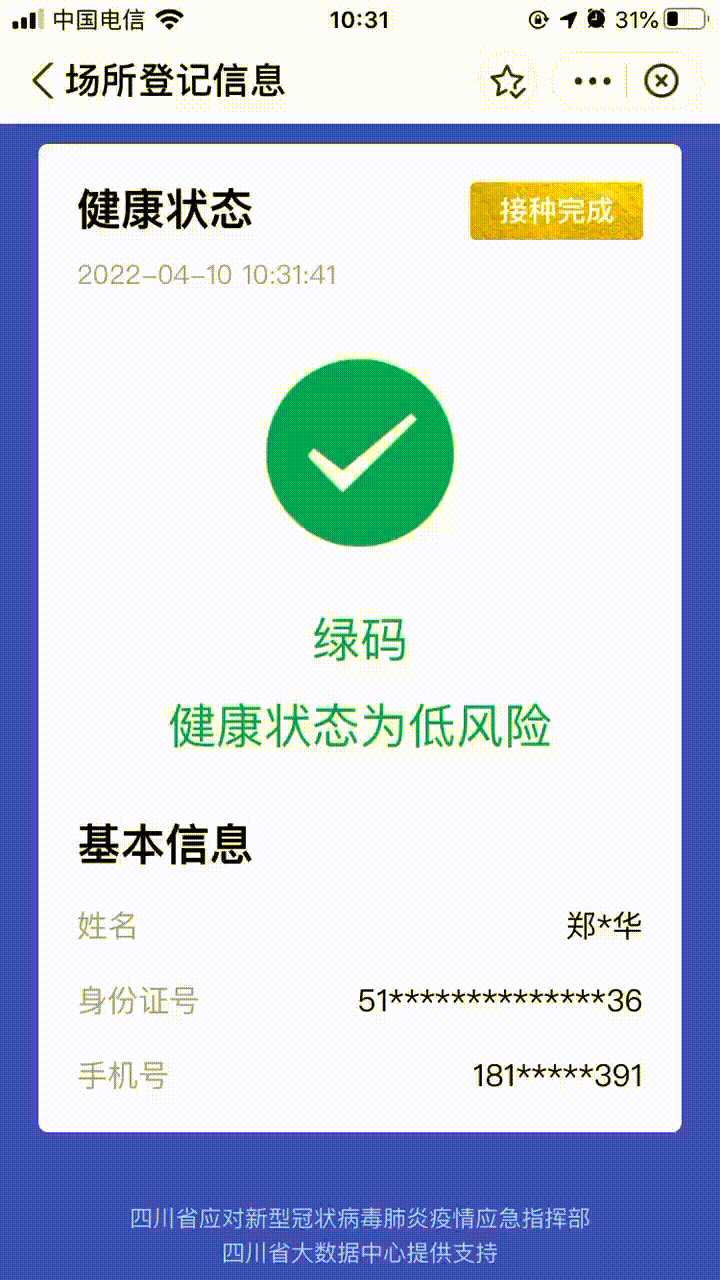 中国电信 10:31 31%
场所登记信息
健康状态 接种完成
2022-04-10 10:31:41
绿码
健康状态为低风险
基本信息
姓名 郑*华
身份证号 51**************36
手机号 181*****391
四川省应对新型冠状病毒肺炎疫情应急指挥部
四川省大数据中心提供支持